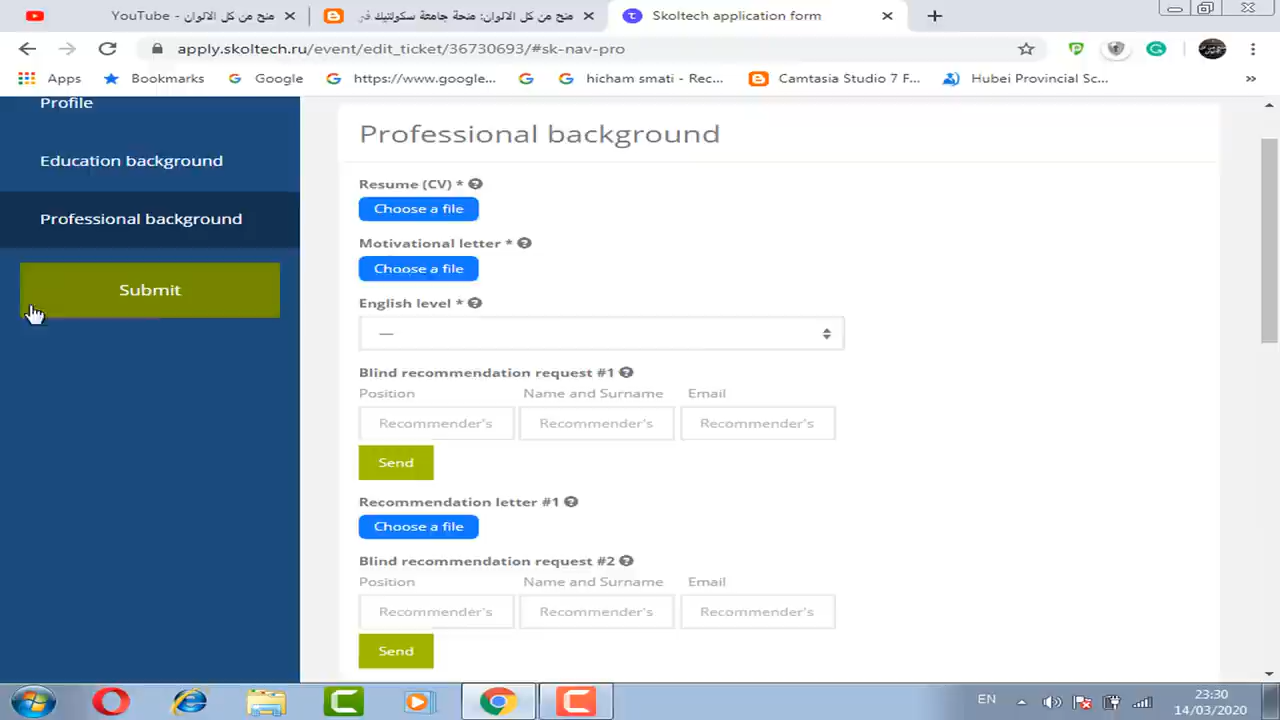 YouTube - منح من كل الالوان
منح من كل الالوان: منحة جامعة سكولتيك في
Skoltech application form
apply.skoltech.ru/event/edit_ticket/36730693/#sk-nav-pro
Apps Bookmarks Google https://www.google... hicham smati - Rec... Camtasia Studio 7 F... Hubei Provincial Sc... »
Profile
Education background
Professional background
Submit
Professional background
Resume (CV) *
Choose a file
Motivational letter *
Choose a file
English level *
—
Blind recommendation request #1
Position Name and Surname Email
Recommender's Recommender's Recommender's
Send
Recommendation letter #1
Choose a file
Blind recommendation request #2
Position Name and Surname Email
Recommender's Recommender's Recommender's
Send
EN 23:30
14/03/2020